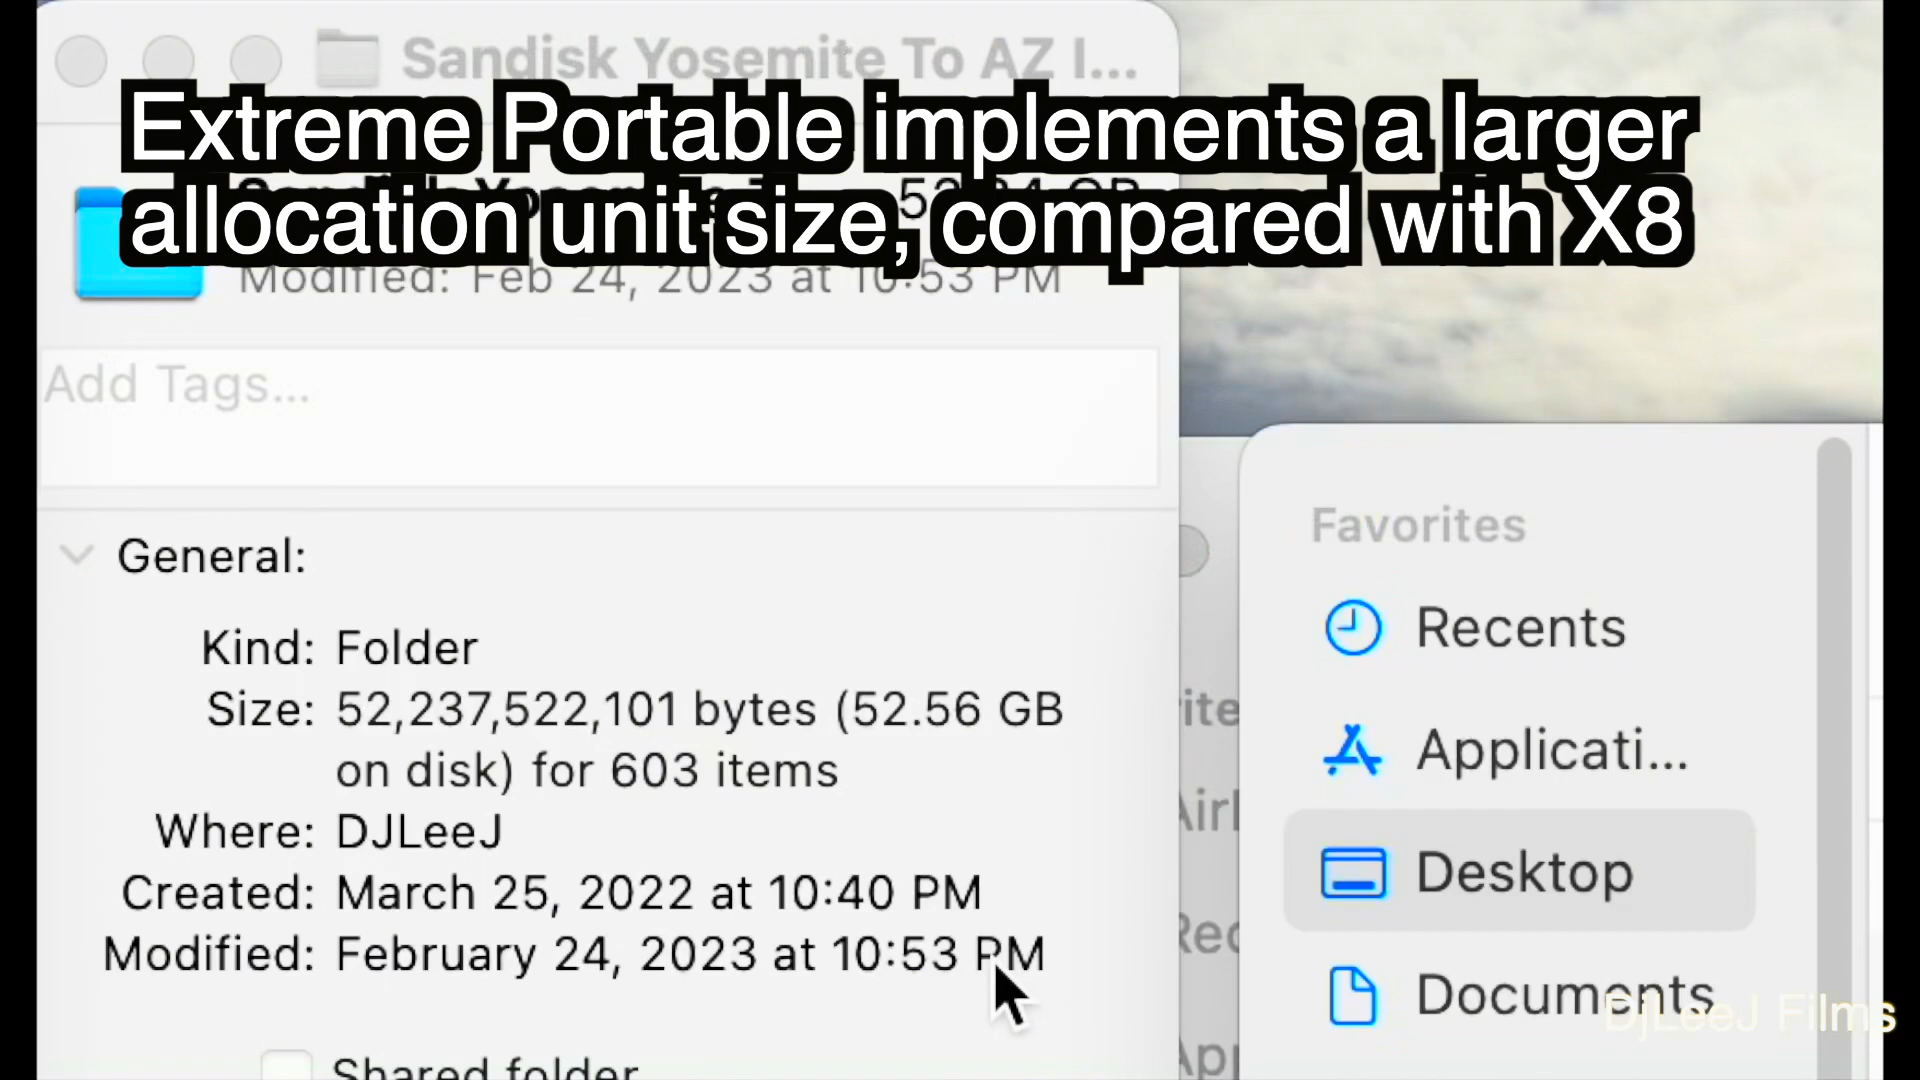 Sandisk Yosemite To AZ I...
Extreme Portable implements a larger
allocation unit size, compared with X8
Modified: Feb 24, 2023 at 10:53 PM
Add Tags...
General:
Kind: Folder
Size: 52,237,522,101 bytes (52.56 GB
on disk) for 603 items
Where: DJLeeJ
Created: March 25, 2022 at 10:40 PM
Modified: February 24, 2023 at 10:53 PM
Shared folder
Favorites
Recents
Applicati...
Desktop
Documents
DjLeeJ Films